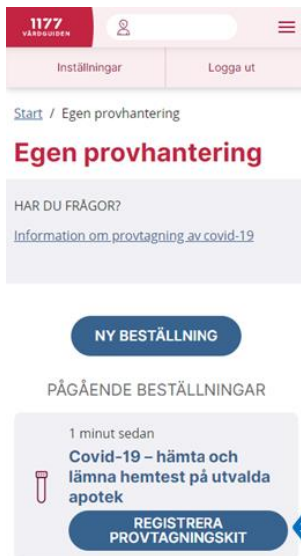 1177
VÅRDGUIDEN
Inställningar Logga ut
Start / Egen provhantering
Egen provhantering
HAR DU FRÅGOR?
Information om provtagning av covid-19
NY BESTÄLLNING
PÅGÅENDE BESTÄLLNINGAR
1 minut sedan
Covid-19 – hämta och
lämna hemtest på utvalda
apotek
REGISTRERA
PROVTAGNINGSKIT